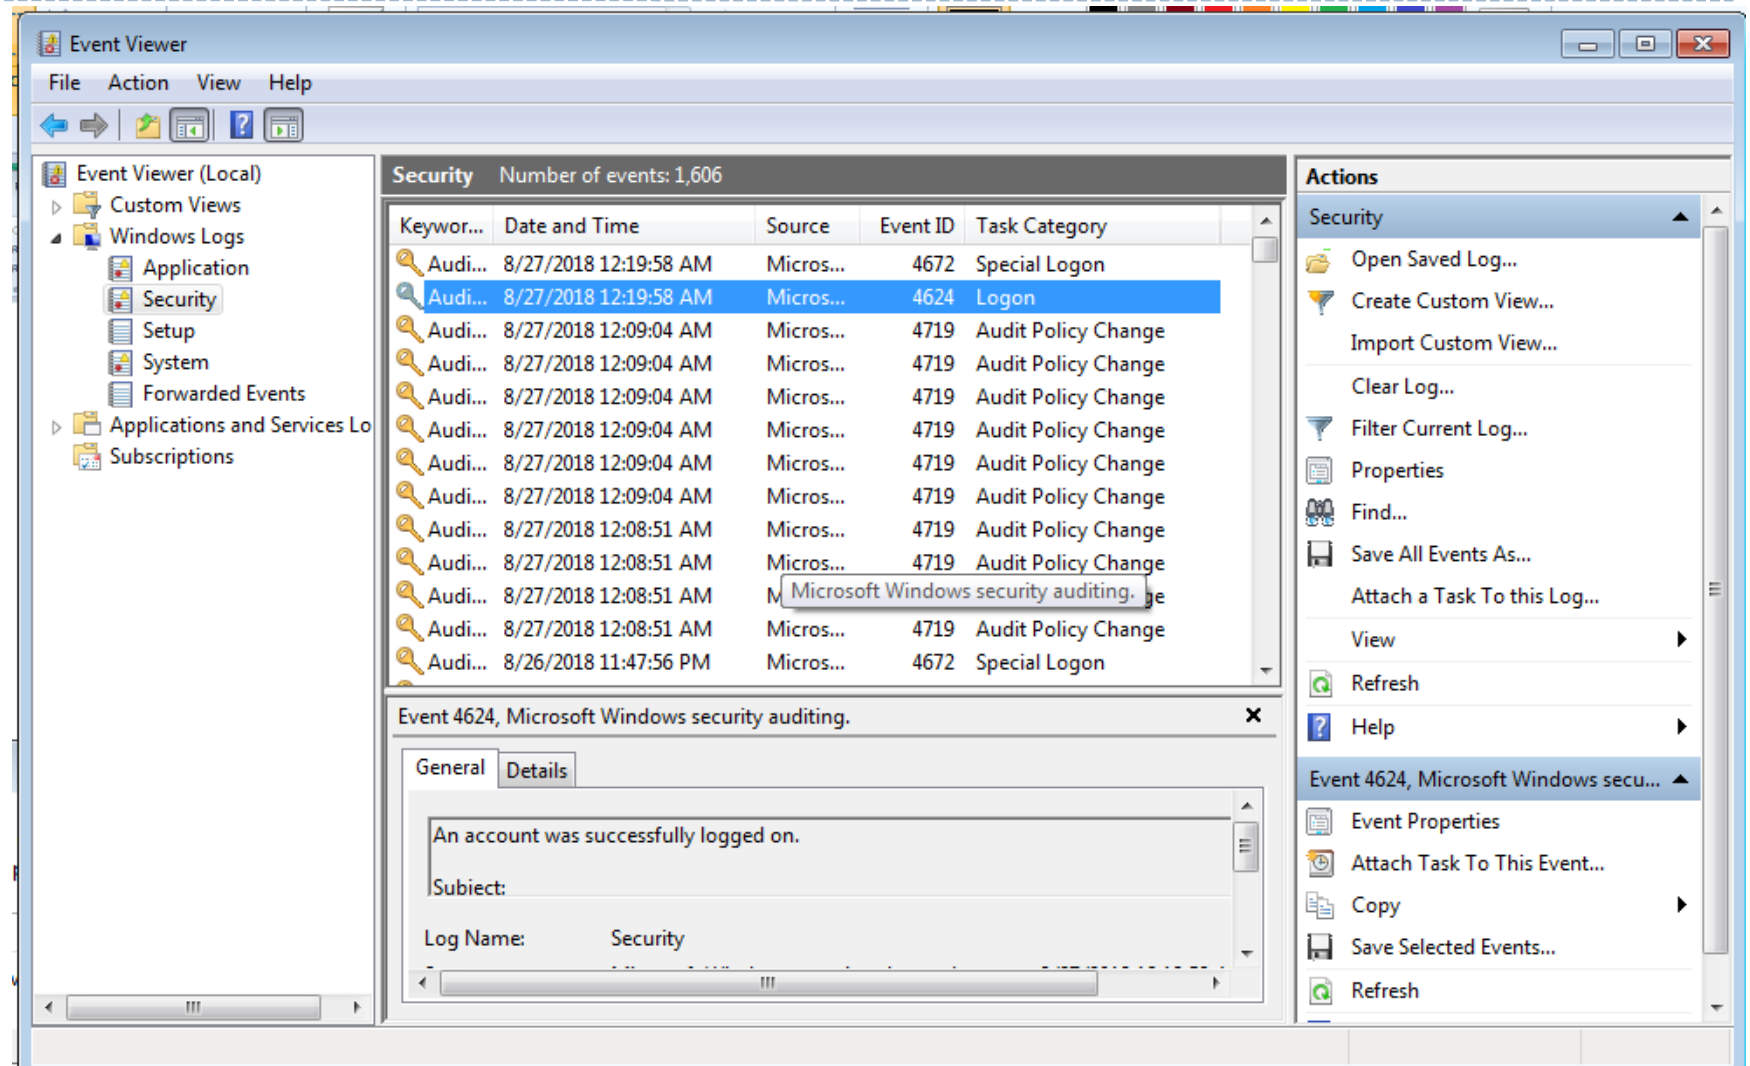 Event Viewer
File Action View Help
Event Viewer (Local)
Custom Views
Windows Logs
Application
Security
Setup
System
Forwarded Events
Applications and Services Lo
Subscriptions
Security Number of events: 1,606
Keywor... Date and Time Source Event ID Task Category
Audi... 8/27/2018 12:19:58 AM Micros... 4672 Special Logon
Audi... 8/27/2018 12:19:58 AM Micros... 4624 Logon
Audi... 8/27/2018 12:09:04 AM Micros... 4719 Audit Policy Change
Audi... 8/27/2018 12:09:04 AM Micros... 4719 Audit Policy Change
Audi... 8/27/2018 12:09:04 AM Micros... 4719 Audit Policy Change
Audi... 8/27/2018 12:09:04 AM Micros... 4719 Audit Policy Change
Audi... 8/27/2018 12:09:04 AM Micros... 4719 Audit Policy Change
Audi... 8/27/2018 12:09:04 AM Micros... 4719 Audit Policy Change
Audi... 8/27/2018 12:08:51 AM Micros... 4719 Audit Policy Change
Audi... 8/27/2018 12:08:51 AM Micros... 4719 Audit Policy Change
Audi... 8/27/2018 12:08:51 AM
Microsoft Windows security auditing.
Audi... 8/27/2018 12:08:51 AM Micros... 4719 Audit Policy Change
Audi... 8/26/2018 11:47:56 PM Micros... 4672 Special Logon
Event 4624, Microsoft Windows security auditing.
General Details
An account was successfully logged on.
Subject:
Log Name: Security
Actions
Security
Open Saved Log...
Create Custom View...
Import Custom View...
Clear Log...
Filter Current Log...
Properties
Find...
Save All Events As...
Attach a Task To this Log...
View
Refresh
Help
Event 4624, Microsoft Windows secu...
Event Properties
Attach Task To This Event...
Copy
Save Selected Events...
Refresh